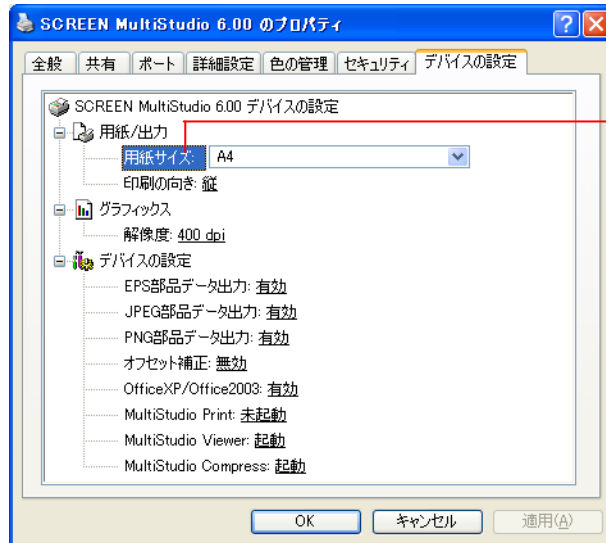 SCREEN MultiStudio 6.00 のプロパティ
全般 共有 ポート 詳細設定 色の管理 セキュリティ デバイスの設定
SCREEN MultiStudio 6.00 デバイスの設定
用紙/出力
用紙サイズ: A4
印刷の向き: 縦
グラフィックス
解像度: 400 dpi
デバイスの設定
EPS部品データ出力: 有効
JPEG部品データ出力: 有効
PNG部品データ出力: 有効
オフセット補正: 無効
OfficeXP/Office2003: 有効
MultiStudio Print: 未起動
MultiStudio Viewer: 起動
MultiStudio Compress: 起動
OK キャンセル 適用(A)